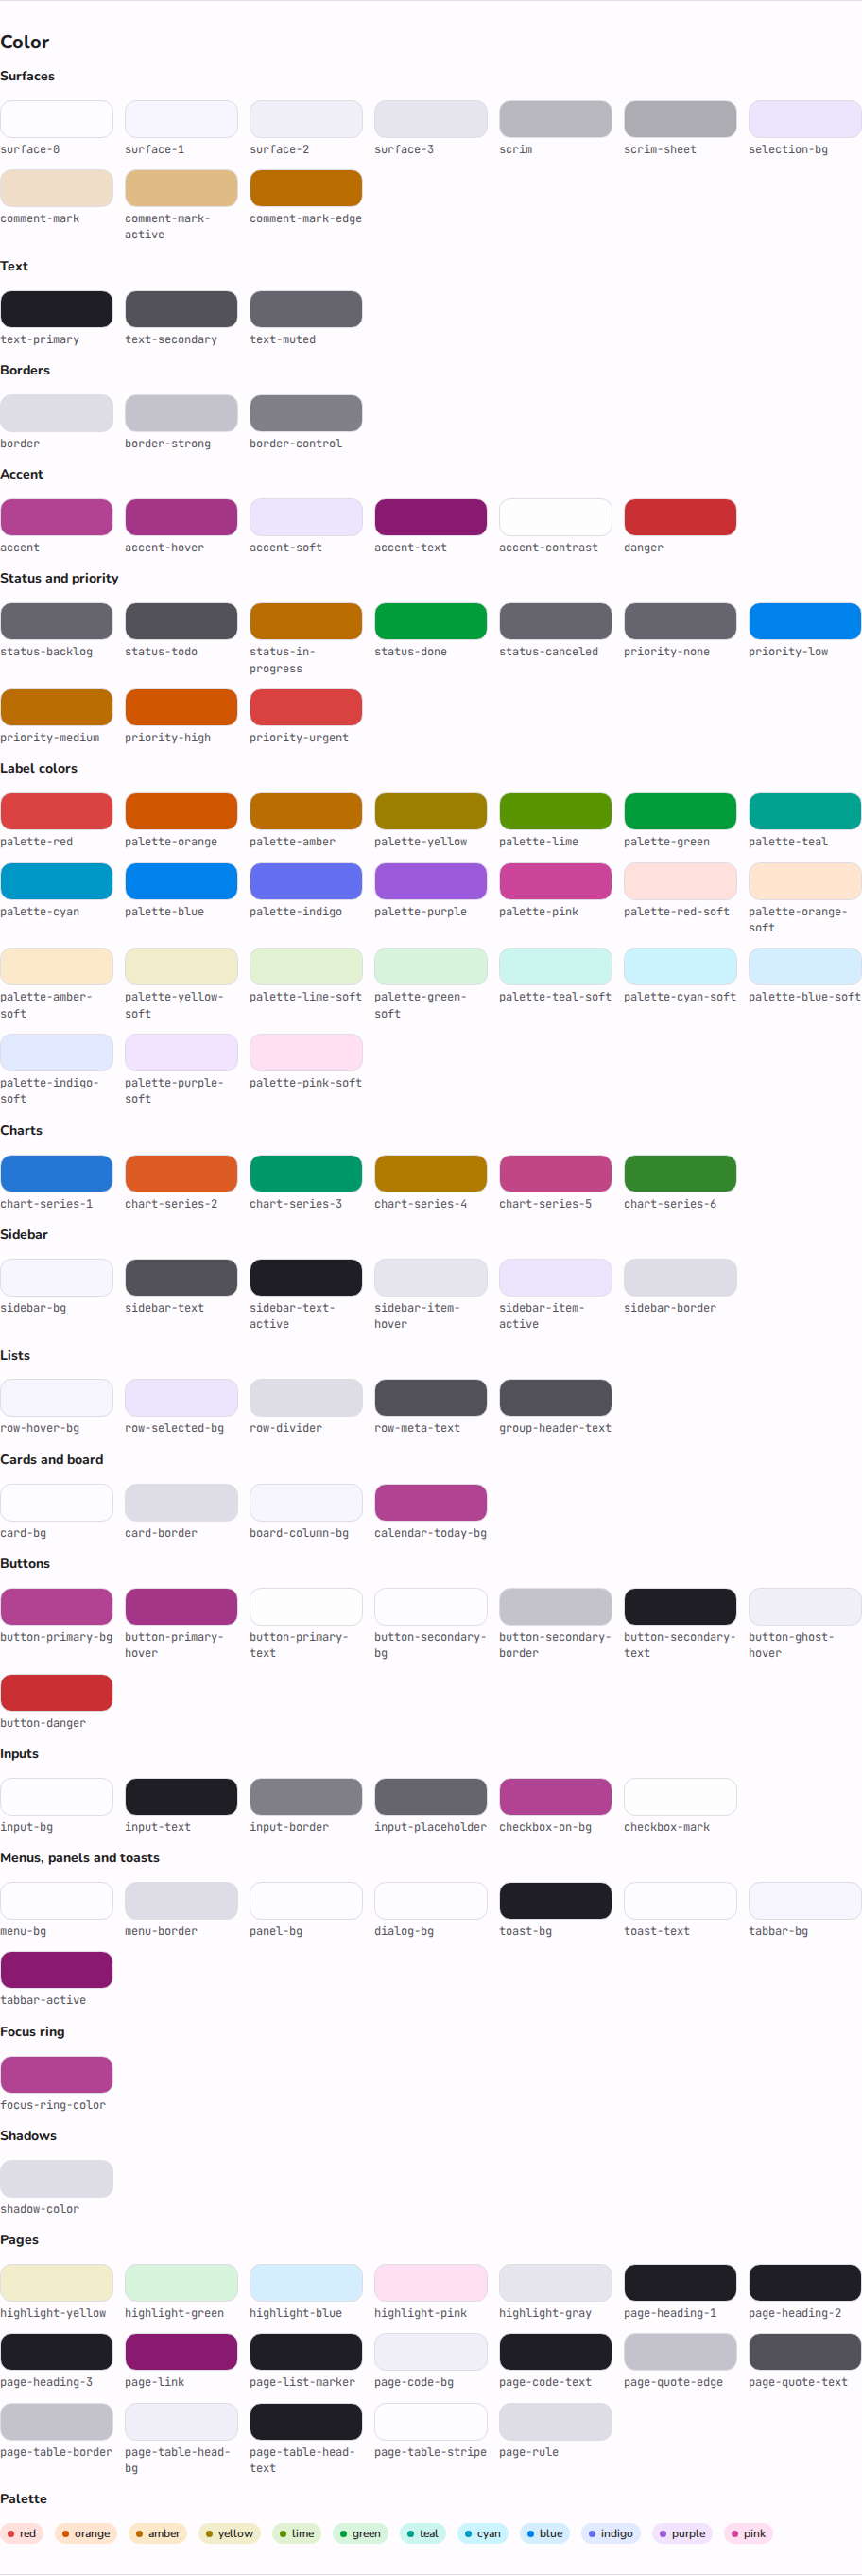 Color
Surfaces
surface-0 surface-1 surface-2 surface-3 scrim scrim-sheet selection-bg
comment-mark comment-mark-active comment-mark-edge
Text
text-primary text-secondary text-muted
Borders
border border-strong border-control
Accent
accent accent-hover accent-soft accent-text accent-contrast danger
Status and priority
status-backlog status-todo status-in-progress status-done status-canceled priority-none priority-low
priority-medium priority-high priority-urgent
Label colors
palette-red palette-orange palette-amber palette-yellow palette-lime palette-green palette-teal
palette-cyan palette-blue palette-indigo palette-purple palette-pink palette-red-soft palette-orange-soft
palette-amber-soft palette-yellow-soft palette-lime-soft palette-green-soft palette-teal-soft palette-cyan-soft palette-blue-soft
palette-indigo-soft palette-purple-soft palette-pink-soft
Charts
chart-series-1 chart-series-2 chart-series-3 chart-series-4 chart-series-5 chart-series-6
Sidebar
sidebar-bg sidebar-text sidebar-text-active sidebar-item-hover sidebar-item-active sidebar-border
Lists
row-hover-bg row-selected-bg row-divider row-meta-text group-header-text
Cards and board
card-bg card-border board-column-bg calendar-today-bg
Buttons
button-primary-bg button-primary-hover button-primary-text button-secondary-bg button-secondary-border button-secondary-text button-ghost-hover
button-danger
Inputs
input-bg input-text input-border input-placeholder checkbox-on-bg checkbox-mark
Menus, panels and toasts
menu-bg menu-border panel-bg dialog-bg toast-bg toast-text tabbar-bg
tabbar-active
Focus ring
focus-ring-color
Shadows
shadow-color
Pages
highlight-yellow highlight-green highlight-blue highlight-pink highlight-gray page-heading-1 page-heading-2
page-heading-3 page-link page-list-marker page-code-bg page-code-text page-quote-edge page-quote-text
page-table-border page-table-head-bg page-table-head-text page-table-stripe page-rule
Palette
red orange amber yellow lime green teal cyan blue indigo purple pink